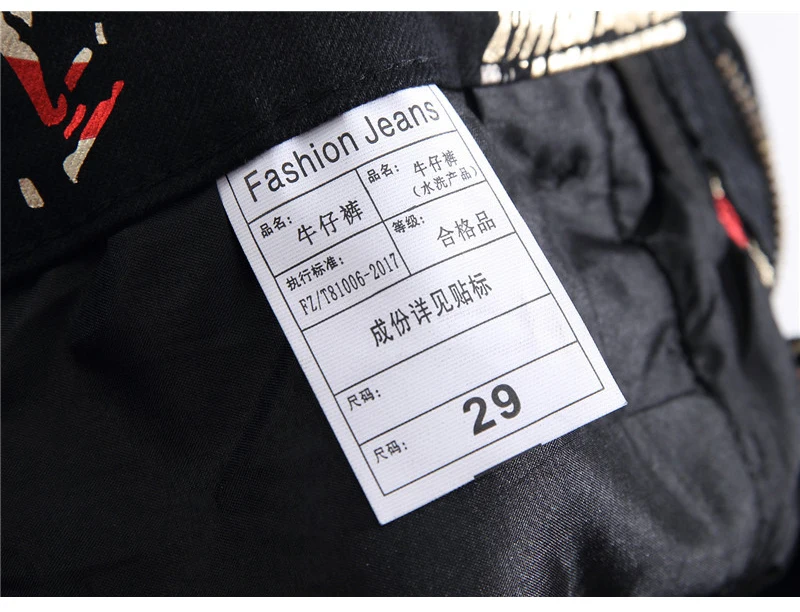 Fashion Jeans
品名: 牛仔裤
品名: 牛仔裤
(水洗产品)
执行标准:
FZ/T81006-2017
等级: 合格品
成份详见贴标
尺码:
尺码: 29